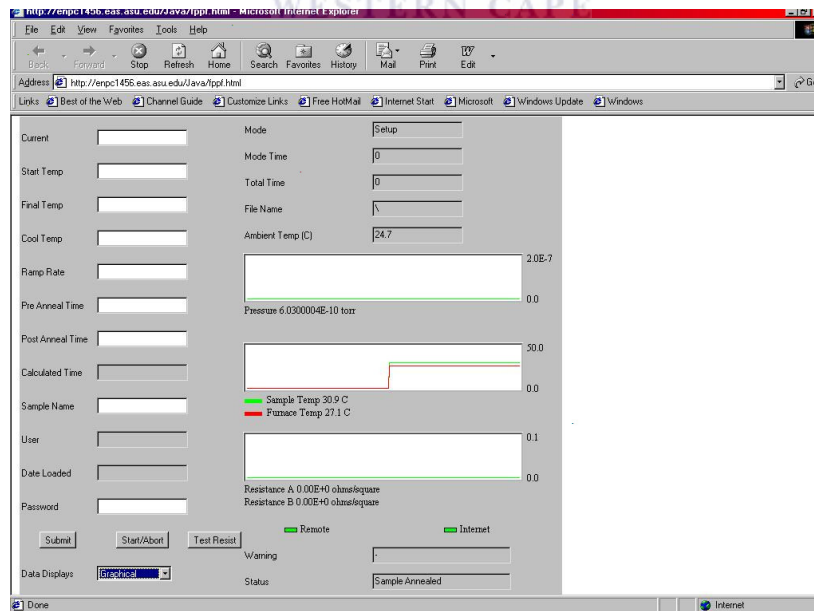 WESTERN CAPE
http://enpc1456.eas.asu.edu/Java/fppf.html - Microsoft Internet Explorer
File Edit View Favorites Tools Help
Back Forward Stop Refresh Home Search Favorites History Mail Print Edit
Address http://enpc1456.eas.asu.edu/Java/fppf.html
Links Best of the Web Channel Guide Customize Links Free HotMail Internet Start Microsoft Windows Update Windows
Current
Start Temp
Final Temp
Cool Temp
Ramp Rate
Pre Anneal Time
Post Anneal Time
Calculated Time
Sample Name
User
Date Loaded
Password
Submit Start/Abort Test Resist
Data Displays Graphical
Mode Setup
Mode Time 0
Total Time 0
File Name \
Ambient Temp (C) 24.7
2.0E-7
0.0
Pressure 6.0300004E-10 torr
50.0
0.0
Sample Temp 30.9 C
Furnace Temp 27.1 C
0.1
0.0
Resistance A 0.00E+0 ohms/square
Resistance B 0.00E+0 ohms/square
Remote Internet
Warning -
Status Sample Annealed
Done Internet